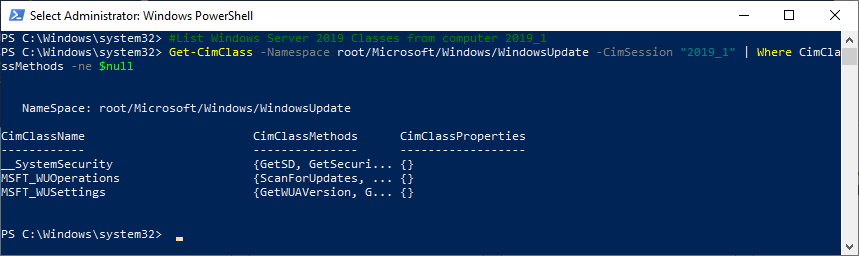 Select Administrator: Windows PowerShell
PS C:\Windows\system32> #List Windows Server 2019 Classes from computer 2019_1
PS C:\Windows\system32> Get-CimClass -Namespace root/Microsoft/Windows/WindowsUpdate -CimSession "2019_1" | Where CimCla
ssMethods -ne $null
NameSpace: root/Microsoft/Windows/WindowsUpdate
CimClassName CimClassMethods CimClassProperties
------------ --------------- ------------------
__SystemSecurity {GetSD, GetSecuri... {}
MSFT_WUOperations {ScanForUpdates, ... {}
MSFT_WUSettings {GetWUAVersion, G... {}
PS C:\Windows\system32>